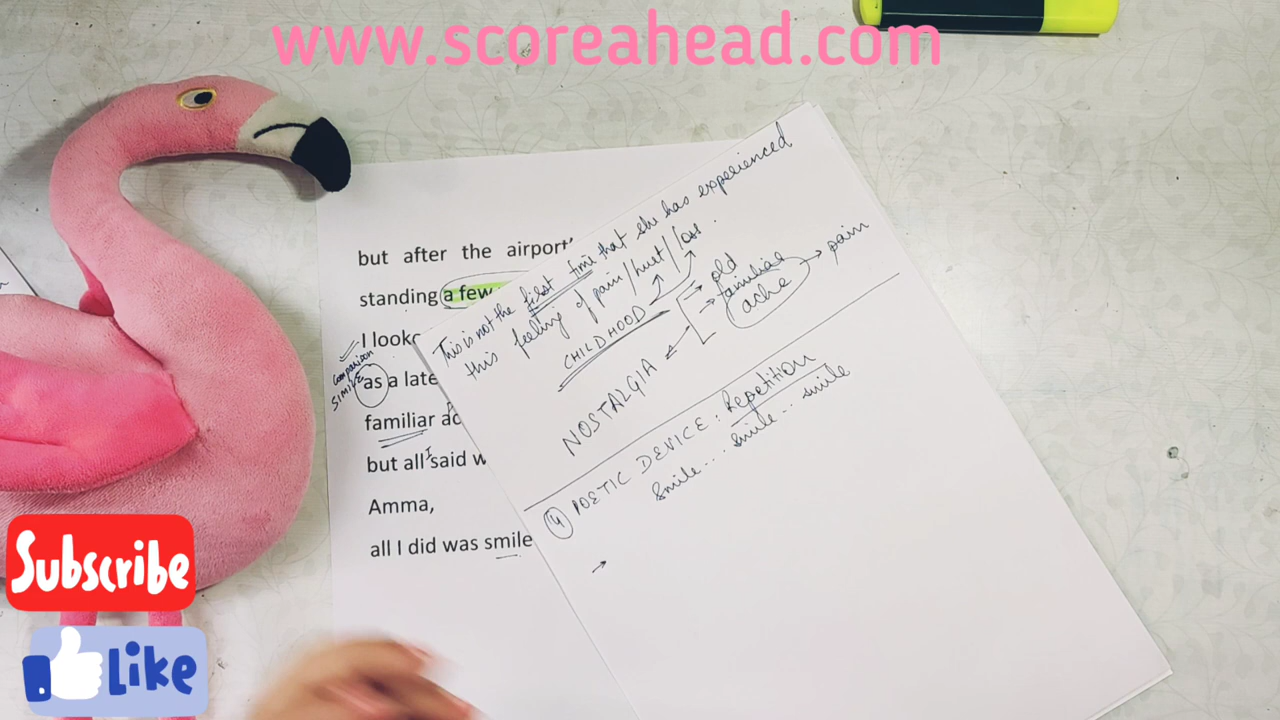 www.scoreahead.com
but after the airport'
standing a few
I looke
as a late
familiar ac
but all I said w
Amma,
all I did was smile
Comparison
SIMILE
This is not the first time that she has experienced
this feeling of pain/hurt/loss.
CHILDHOOD
NOSTALGIA
old
familiar
ache → pain
④ POETIC DEVICE: Repetition
Smile... smile... smile
→
Subscribe
Like